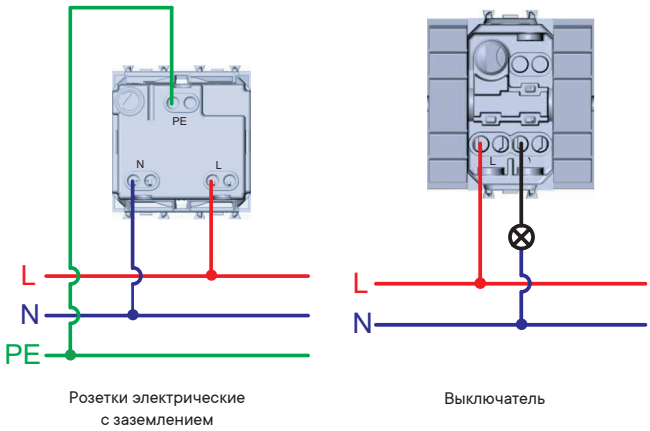 PE
N L
L
N
PE
Розетки электрические
с заземлением
L
L
N
Выключатель